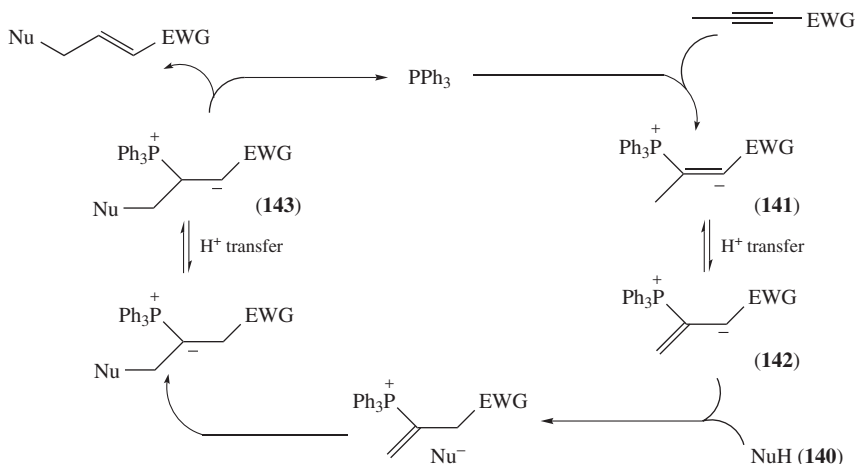 Nu
EWG
PPh₃
EWG
Ph₃P⁺
EWG
Nu
−
(143)
Ph₃P⁺
EWG
−
(141)
H⁺ transfer
H⁺ transfer
Ph₃P⁺
EWG
Nu
−
Ph₃P⁺
EWG
−
(142)
Ph₃P⁺
EWG
Nu⁻
NuH (140)